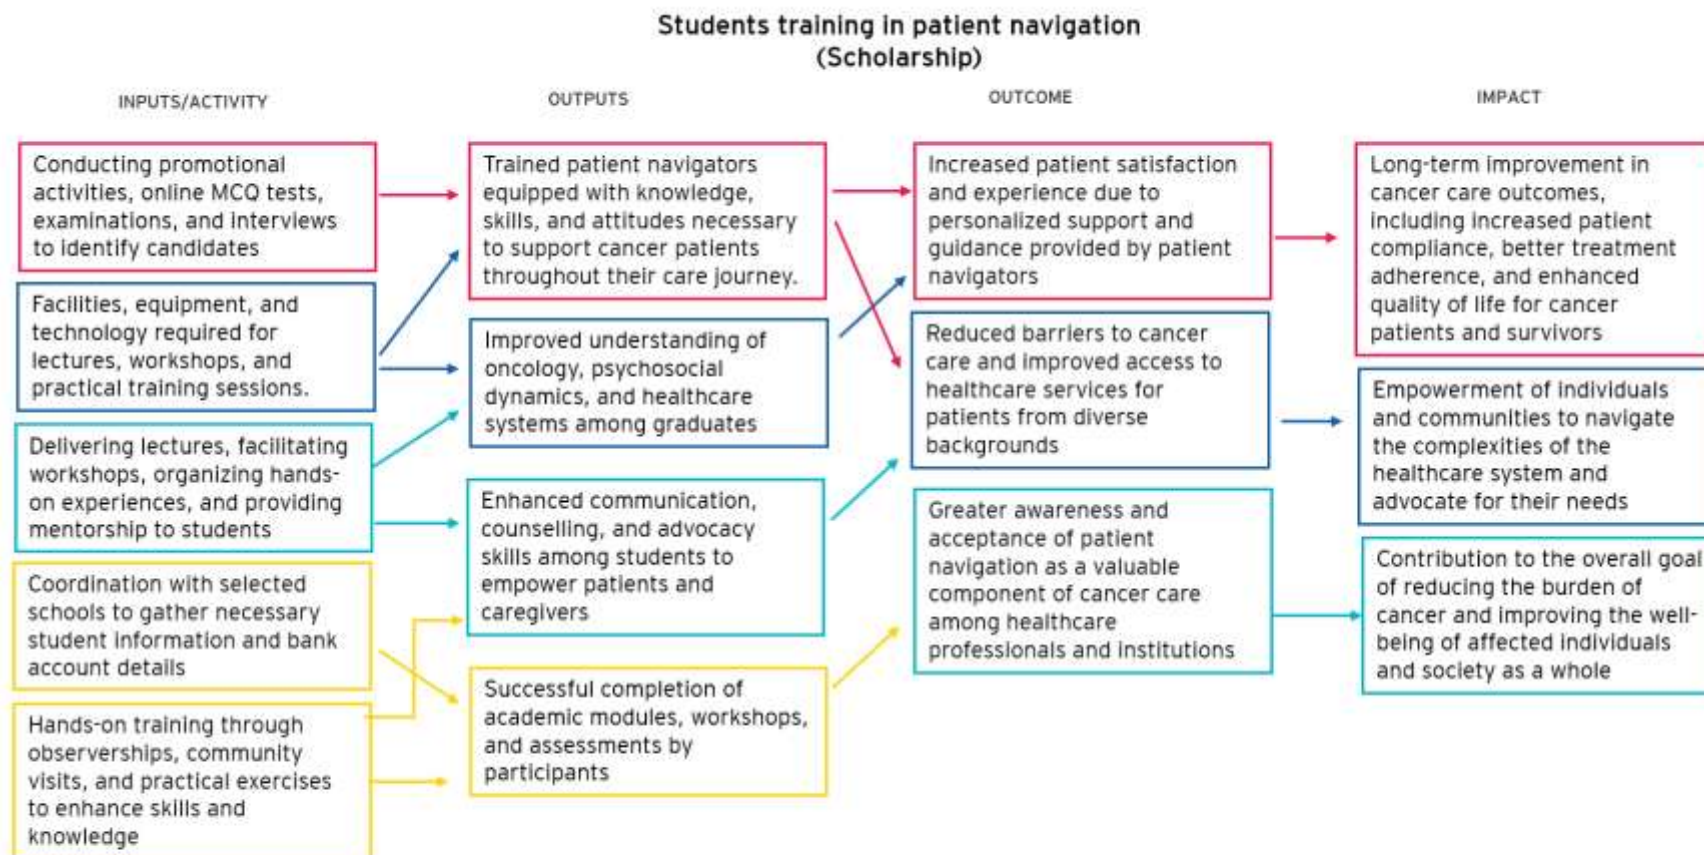 Students training in patient navigation
(Scholarship)
INPUTS/ACTIVITY
OUTPUTS
OUTCOME
IMPACT
Conducting promotional
activities, online MCQ tests,
examinations, and interviews
to identify candidates
Facilities, equipment, and
technology required for
lectures, workshops, and
practical training sessions.
Delivering lectures, facilitating
workshops, organizing hands-
on experiences, and providing
mentorship to students
Coordination with selected
schools to gather necessary
student information and bank
account details
Hands-on training through
observerships, community
visits, and practical exercises
to enhance skills and
knowledge
Trained patient navigators
equipped with knowledge,
skills, and attitudes necessary
to support cancer patients
throughout their care journey.
Improved understanding of
oncology, psychosocial
dynamics, and healthcare
systems among graduates
Enhanced communication,
counselling, and advocacy
skills among students to
empower patients and
caregivers
Successful completion of
academic modules, workshops,
and assessments by
participants
Increased patient satisfaction
and experience due to
personalized support and
guidance provided by patient
navigators
Reduced barriers to cancer
care and improved access to
healthcare services for
patients from diverse
backgrounds
Greater awareness and
acceptance of patient
navigation as a valuable
component of cancer care
among healthcare
professionals and institutions
Long-term improvement in
cancer care outcomes,
including increased patient
compliance, better treatment
adherence, and enhanced
quality of life for cancer
patients and survivors
Empowerment of individuals
and communities to navigate
the complexities of the
healthcare system and
advocate for their needs
Contribution to the overall goal
of reducing the burden of
cancer and improving the well-
being of affected individuals
and society as a whole